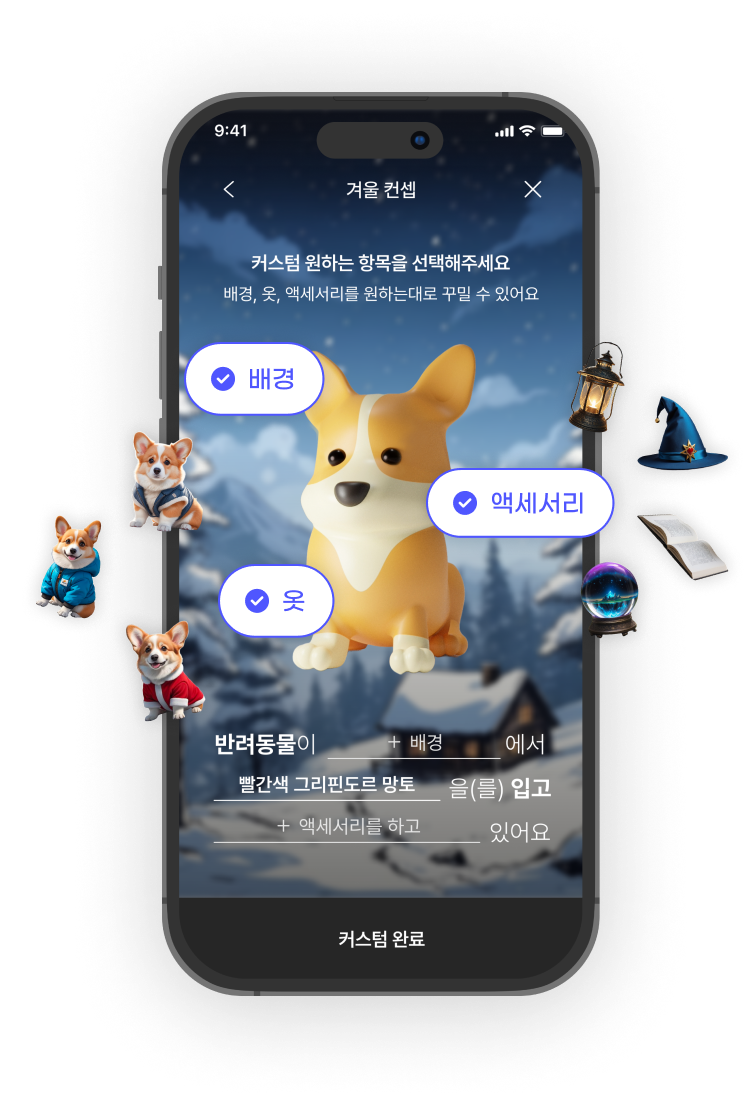 9:41
겨울 컨셉
커스텀 원하는 항목을 선택해주세요
배경, 옷, 액세서리를 원하는대로 꾸밀 수 있어요
배경
액세서리
옷
반려동물이 + 배경 에서
빨간색 그리핀도르 망토 을(를) 입고
+ 액세서리를 하고 있어요
커스텀 완료